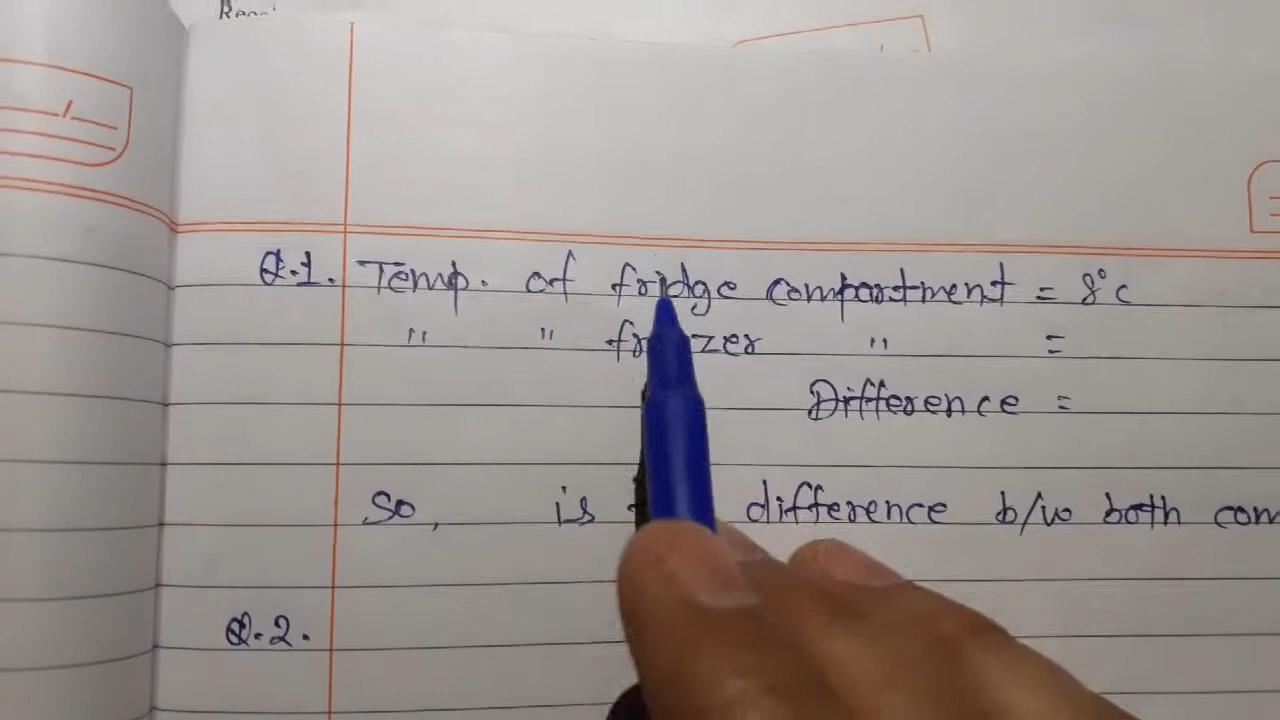 Q.1. Temp. of fridge compartment = 8°c
" " " =
Difference =
So, is difference b/w both com
Q.2.